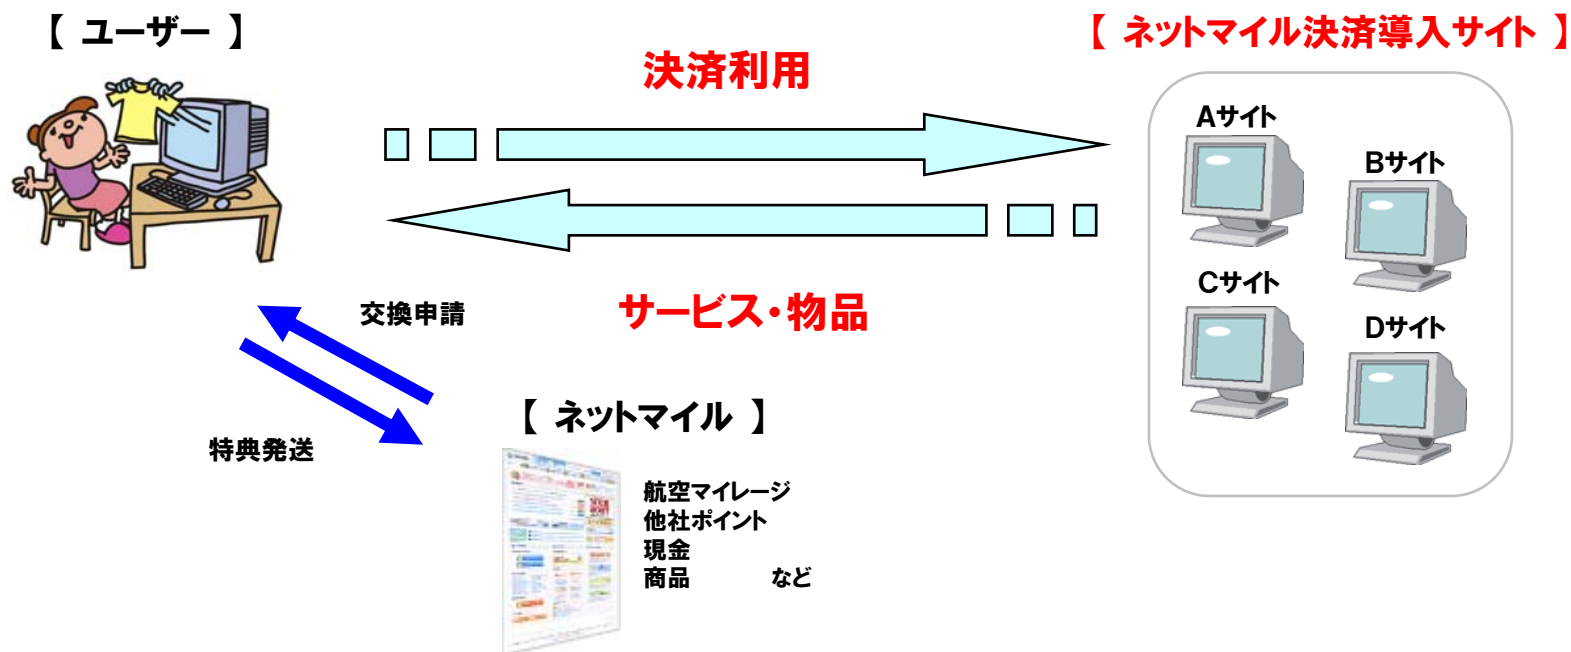 【 ユーザー 】
【 ネットマイル決済導入サイト 】
決済利用
Aサイト
Bサイト
Cサイト
Dサイト
サービス・物品
交換申請
特典発送
【 ネットマイル 】
航空マイレージ
他社ポイント
現金
商品 など